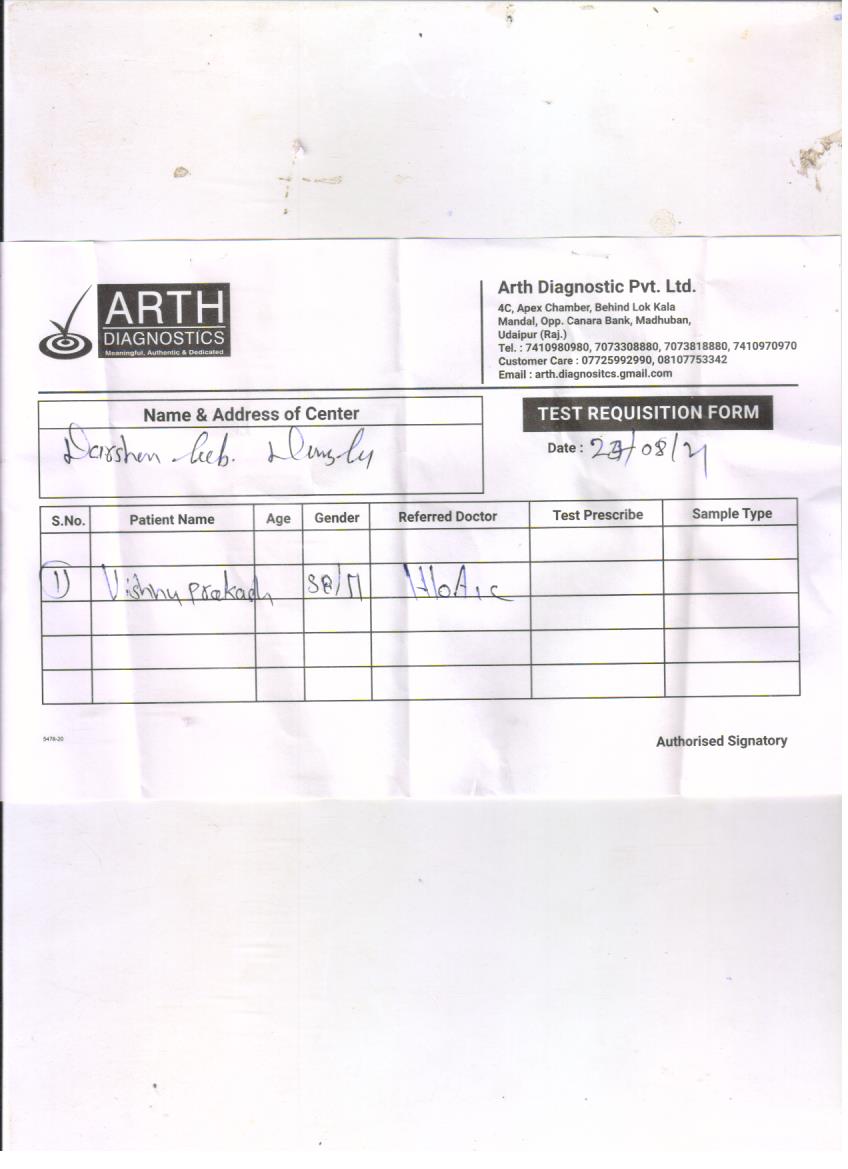 ARTH
DIAGNOSTICS
Meaningful, Authentic & Dedicated
Arth Diagnostic Pvt. Ltd.
4C, Apex Chamber, Behind Lok Kala
Mandal, Opp. Canara Bank, Madhuban,
Udaipur (Raj.)
Tel. : 7410980980, 7073308880, 7073818880, 7410970970
Customer Care : 07725992990, 08107753342
Email : arth.diagnositcs.gmail.com
Name & Address of Center
Darshan
TEST REQUISITION FORM
Date : /08/21
S.No. Patient Name Age Gender Referred Doctor Test Prescribe Sample Type
1) Vishnu Prakash /M HbA1c
5478-20
Authorised Signatory